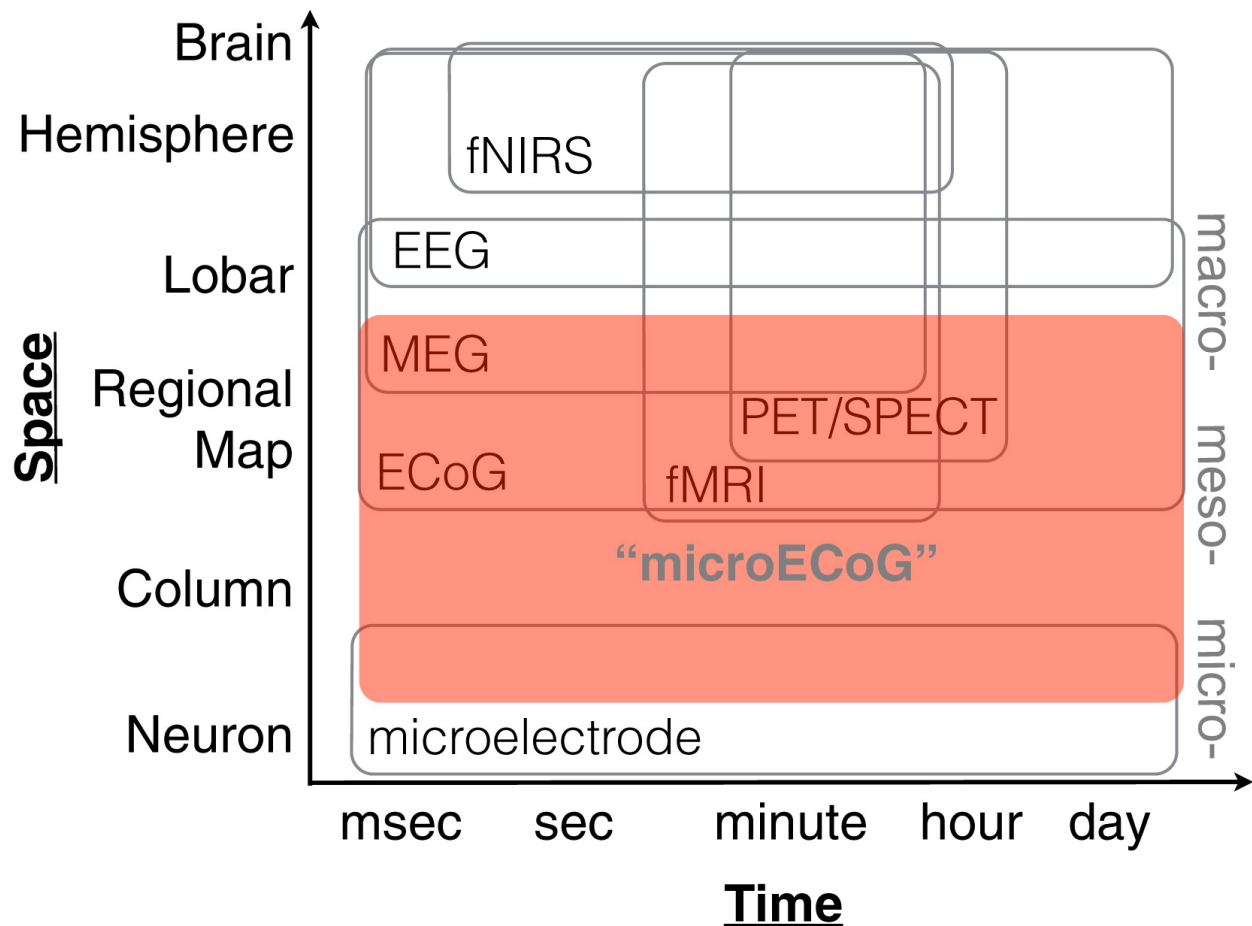 Brain
Hemisphere
Lobar
Regional
Map
Column
Neuron
Space
fNIRS
EEG
MEG
PET/SPECT
ECoG
fMRI
“microECoG”
microelectrode
macro-
meso-
micro-
msec
sec
minute
hour
day
Time